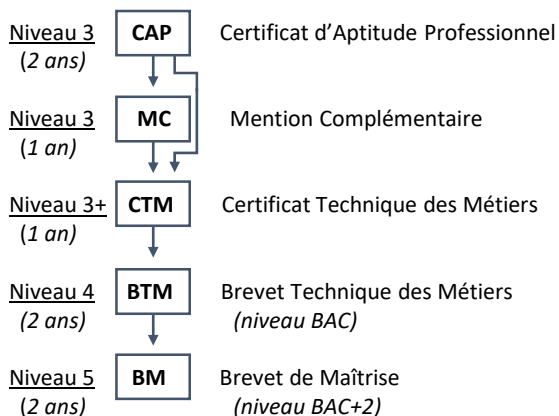 Niveau 3 CAP Certificat d’Aptitude Professionnel
(2 ans)
Niveau 3 MC Mention Complémentaire
(1 an)
Niveau 3+ CTM Certificat Technique des Métiers
(1 an)
Niveau 4 BTM Brevet Technique des Métiers
(2 ans) (niveau BAC)
Niveau 5 BM Brevet de Maîtrise
(2 ans) (niveau BAC+2)